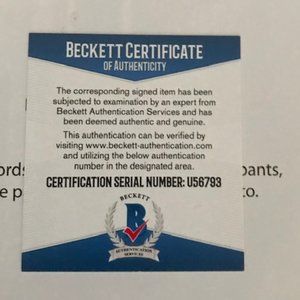 BECKETT CERTIFICATE
OF AUTHENTICITY
The corresponding signed item has been
subjected to examination by an expert from
Beckett Authentication Services and has
been deemed authentic and genuine.
This authentication can be verified by
visiting www.beckett-authentication.com
and utilizing the below authentication
number in the designated area.
CERTIFICATION SERIAL NUMBER: U56793
BECKETT
B
AUTHENTICATION
SERVICES
ords
pants,
e p
to.